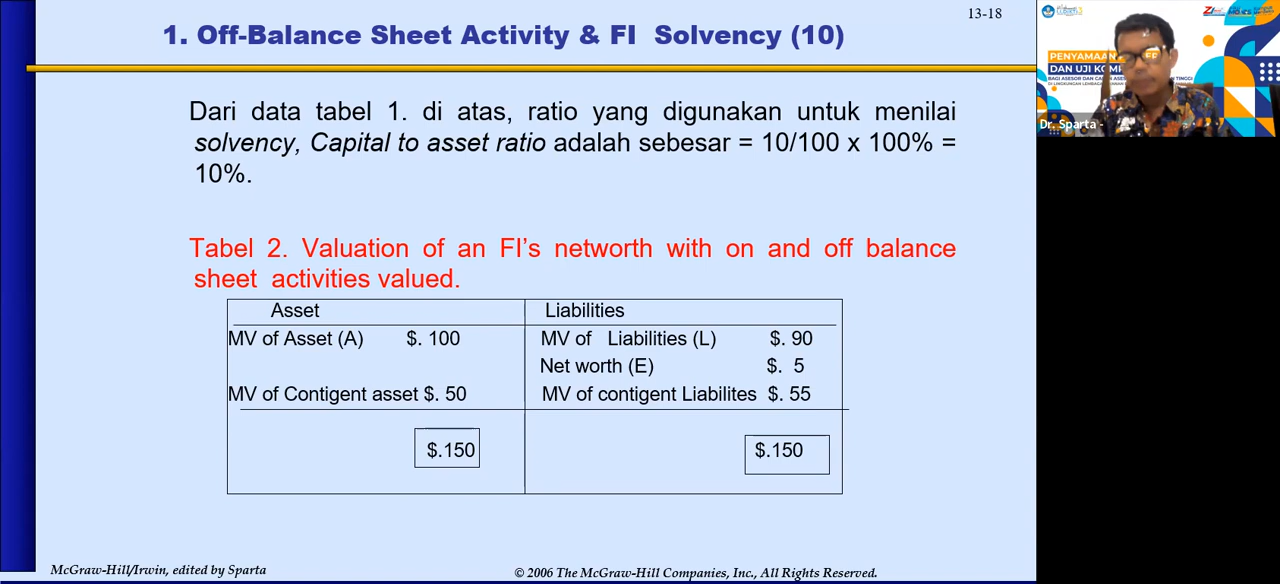 13-18
1. Off-Balance Sheet Activity & FI Solvency (10)
Dari data tabel 1. di atas, ratio yang digunakan untuk menilai
solvency, Capital to asset ratio adalah sebesar = 10/100 x 100% =
10%.
Tabel 2. Valuation of an FI's networth with on and off balance
sheet activities valued.
Asset Liabilities
MV of Asset (A) $. 100 MV of Liabilities (L) $. 90
Net worth (E) $. 5
MV of Contigent asset $. 50 MV of contigent Liabilites $. 55
$.150 $.150
McGraw-Hill/Irwin, edited by Sparta
© 2006 The McGraw-Hill Companies, Inc., All Rights Reserved.
PENYAMAAN
DAN UJI KOM
BAGI ASESOR DAN CA
Dr. Sparta -